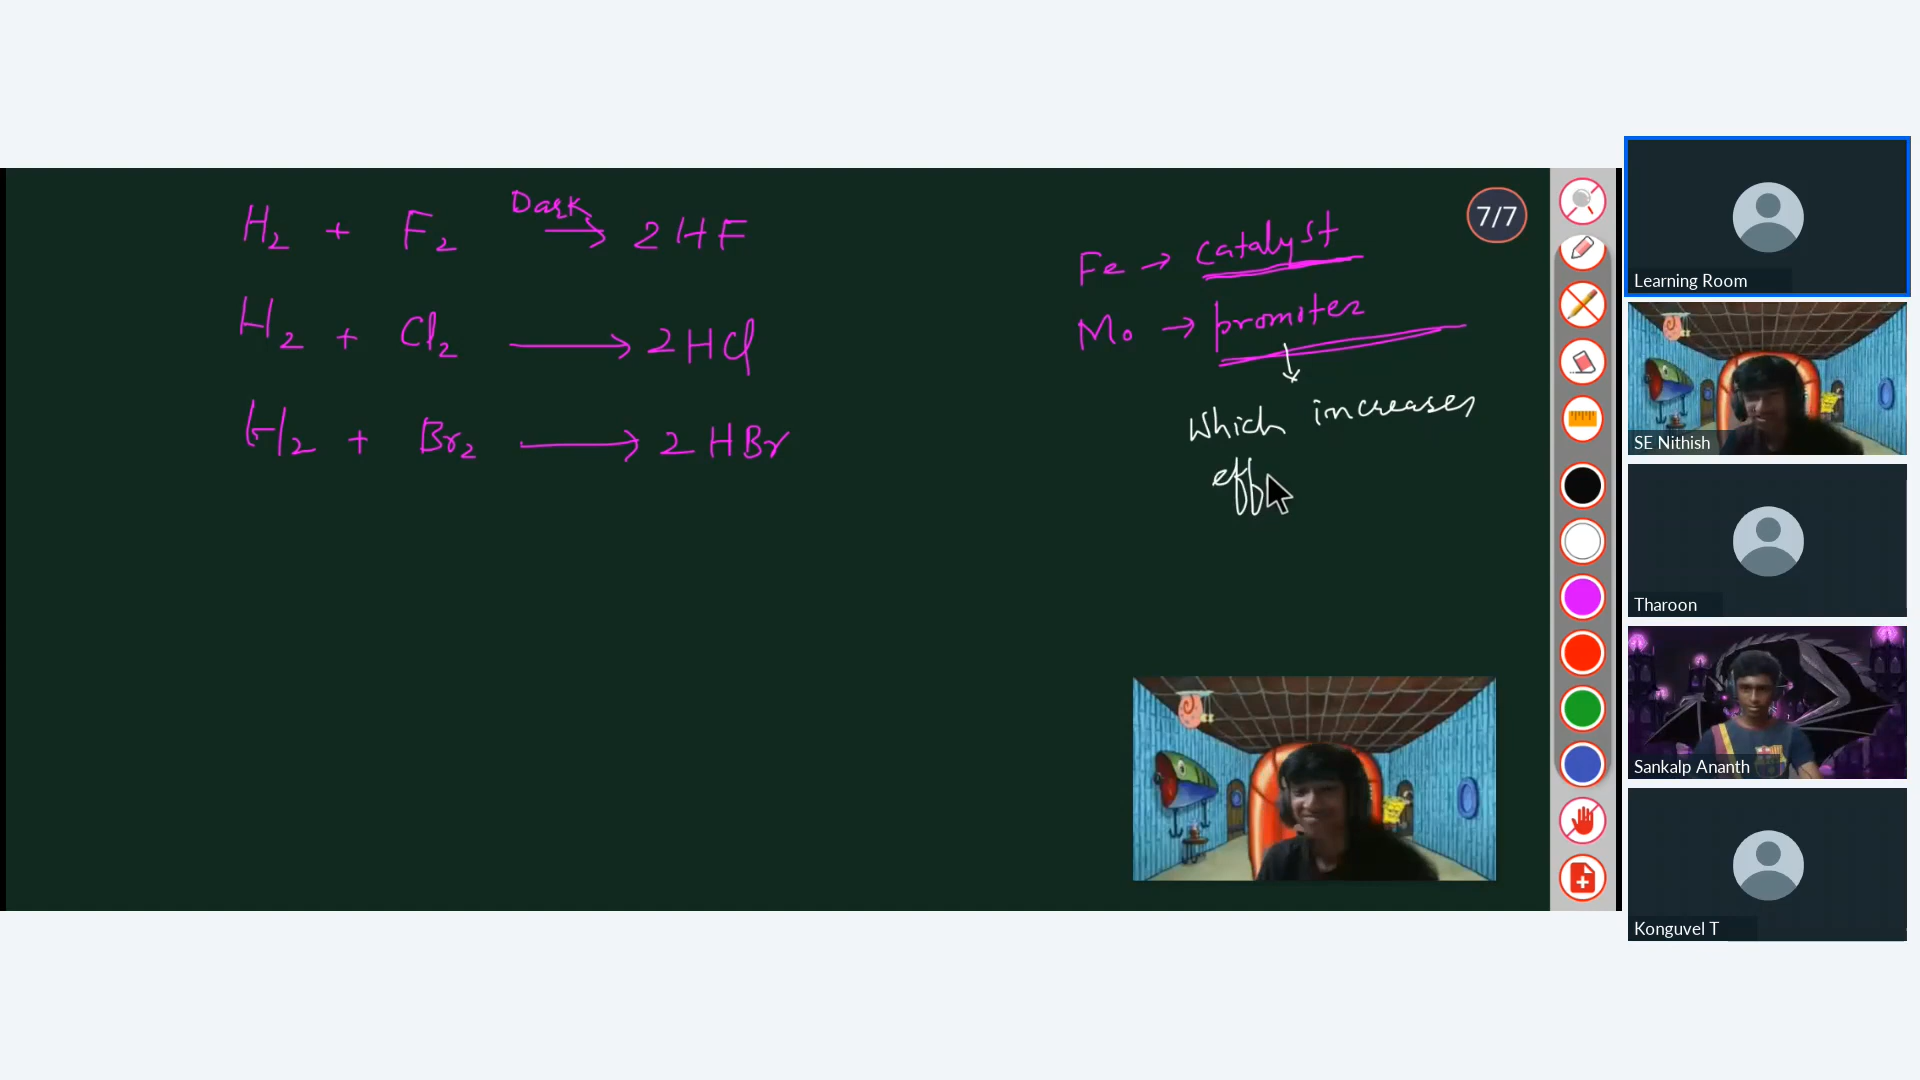 Dark
H₂ + F₂ → 2HF
H₂ + Cl₂ → 2HCl
H₂ + Br₂ → 2HBr
7/7
Fe → catalyst
Mo → promoter
↓
Which increases
eff
Learning Room
SE Nithish
Tharoon
Sankalp Ananth
Konguvel T